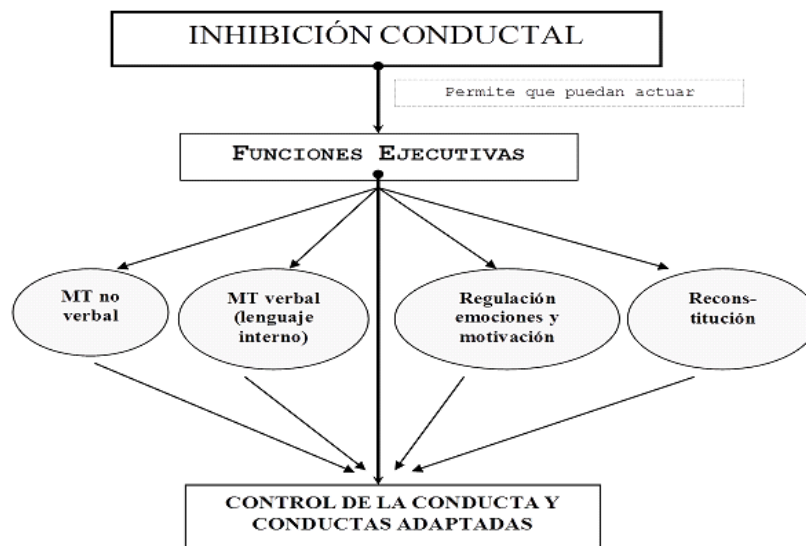 INHIBICIÓN CONDUCTAL
Permite que puedan actuar
FUNCIONES EJECUTIVAS
MT no
verbal
MT verbal
(lenguaje
interno)
Regulación
emociones y
motivación
Recons-
titución
CONTROL DE LA CONDUCTA Y
CONDUCTAS ADAPTADAS